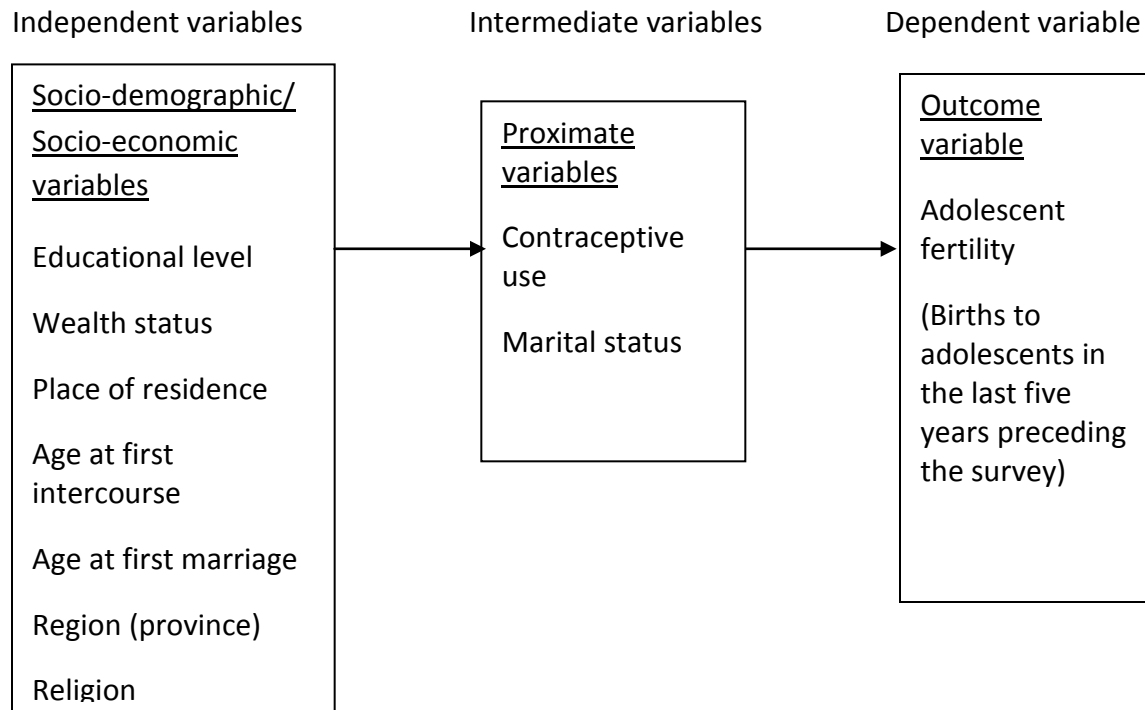 Independent variables
Intermediate variables
Dependent variable
Socio-demographic/
Socio-economic
variables
Educational level
Wealth status
Place of residence
Age at first
intercourse
Age at first marriage
Region (province)
Religion
Proximate
variables
Contraceptive
use
Marital status
Outcome
variable
Adolescent
fertility
(Births to
adolescents in
the last five
years preceding
the survey)